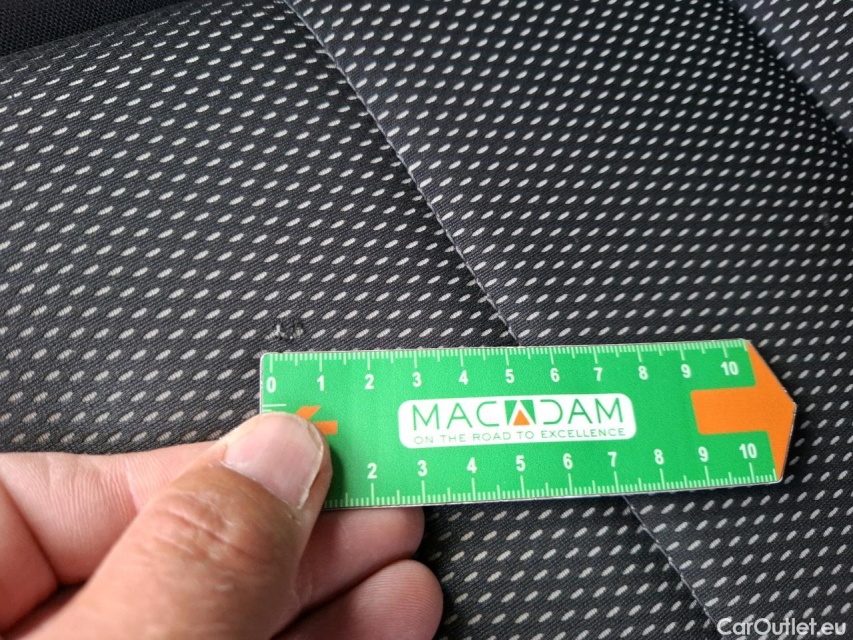 0 1 2 3 4 5 6 7 8 9 10
MACADAM
ON THE ROAD TO EXCELLENCE
2 3 4 5 6 7 8 9 10
CarOutlet.eu